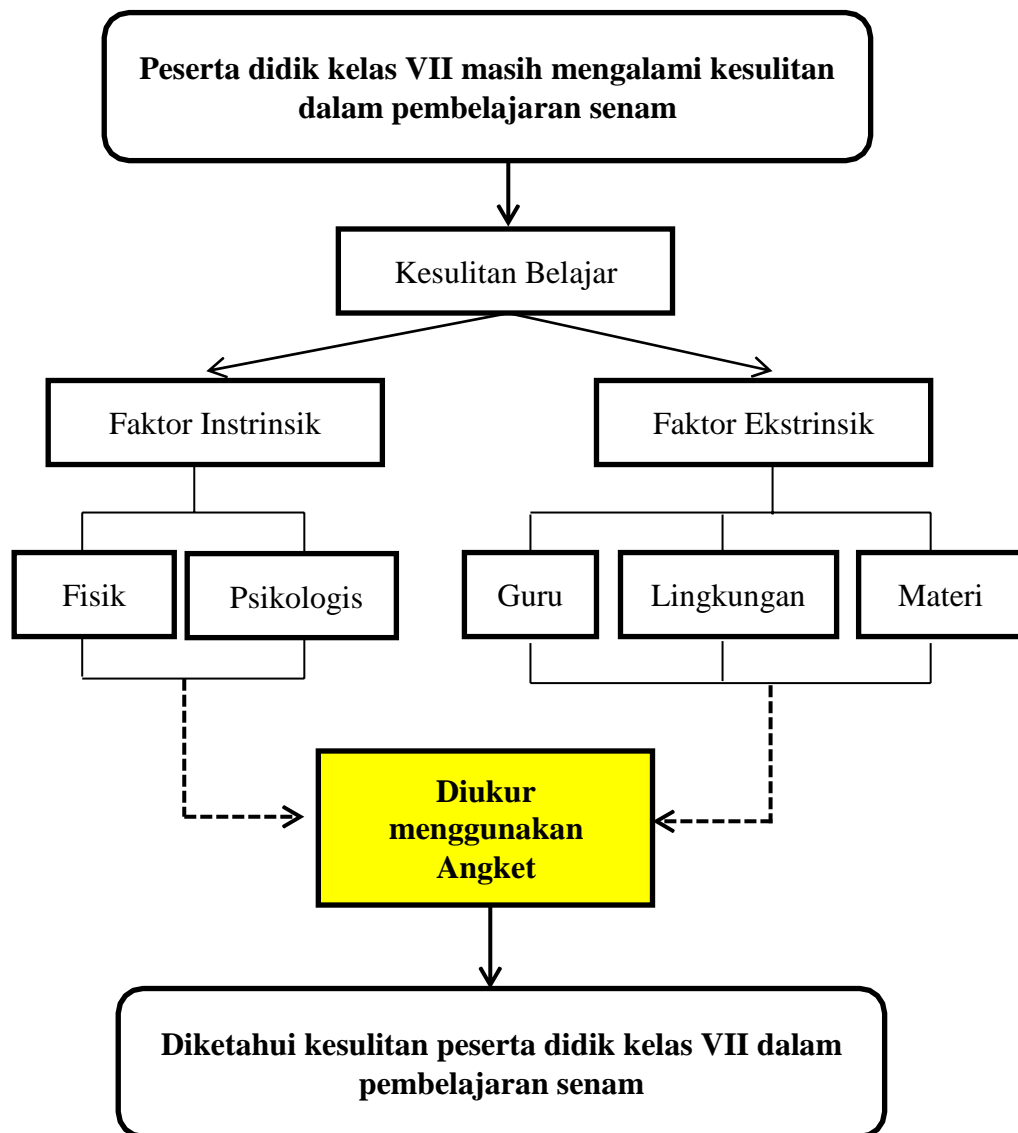 Peserta didik kelas VII masih mengalami kesulitan
dalam pembelajaran senam
Kesulitan Belajar
Faktor Instrinsik
Faktor Ekstrinsik
Fisik
Psikologis
Guru
Lingkungan
Materi
Diukur
menggunakan
Angket
Diketahui kesulitan peserta didik kelas VII dalam
pembelajaran senam